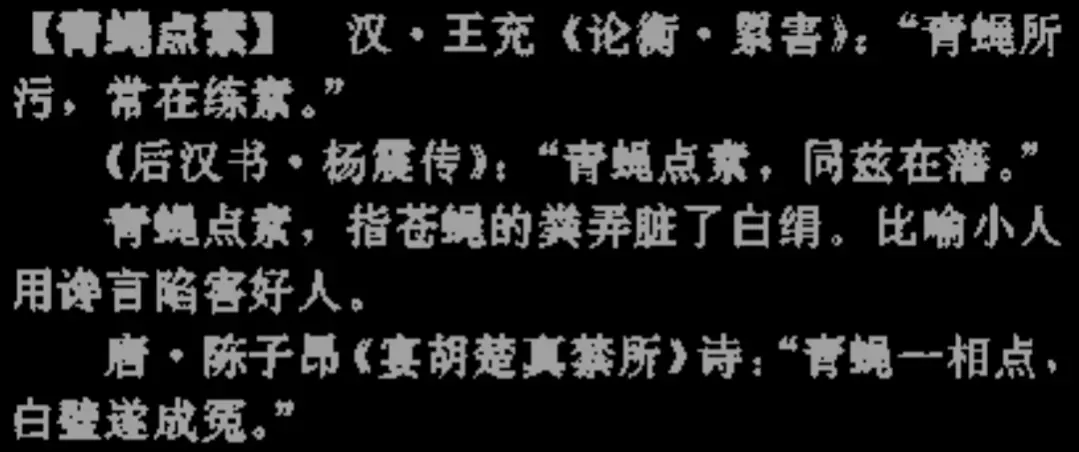 【青蝇点素】　汉·王充《论衡·累害》：“青蝇所
污，常在练素。”
《后汉书·杨震传》：“青蝇点素，同兹在藩。”
青蝇点素，指苍蝇的粪弄脏了白绢。比喻小人
用谗言陷害好人。
唐·陈子昂《宴胡楚真禁所》诗：“青蝇一相点，
白璧遂成冤。”